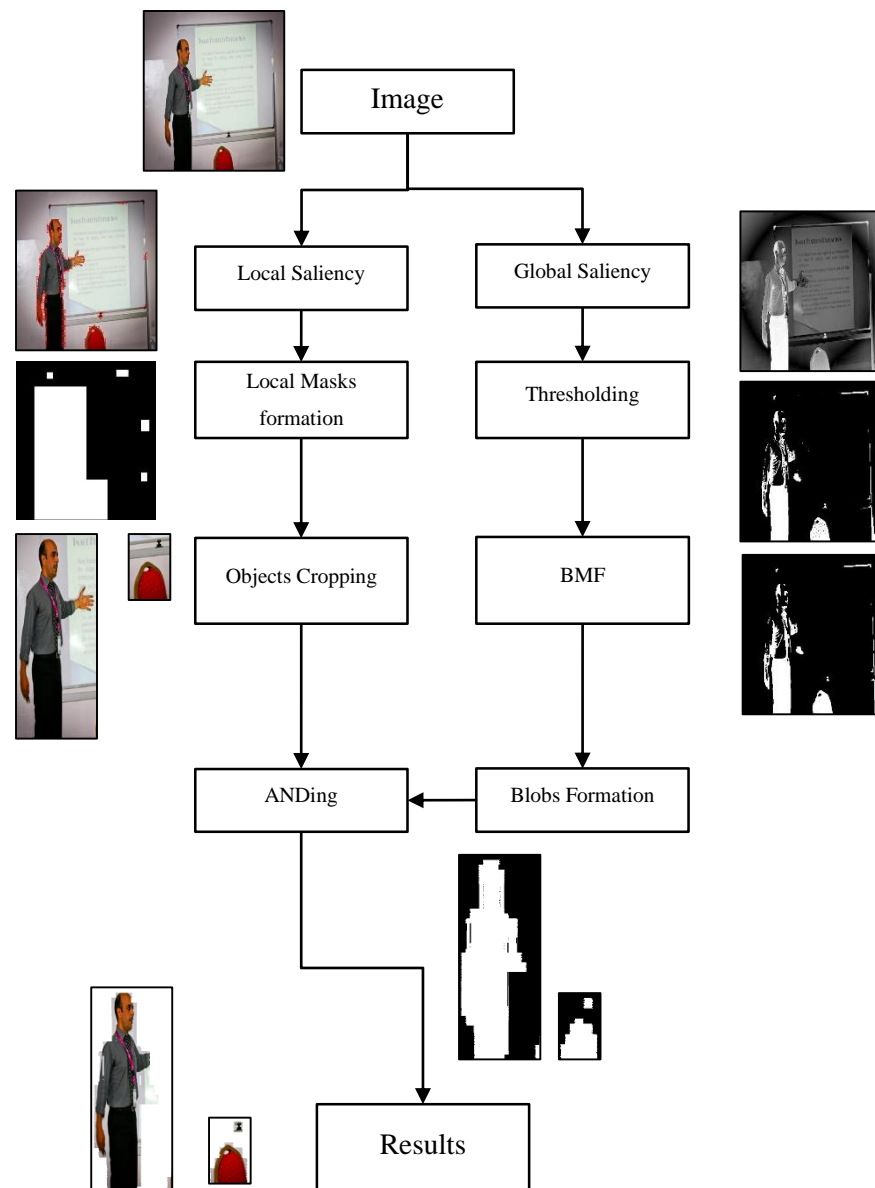 Image
Local Saliency
Global Saliency
Local Masks
formation
Thresholding
Objects Cropping
BMF
ANDing
Blobs Formation
Results